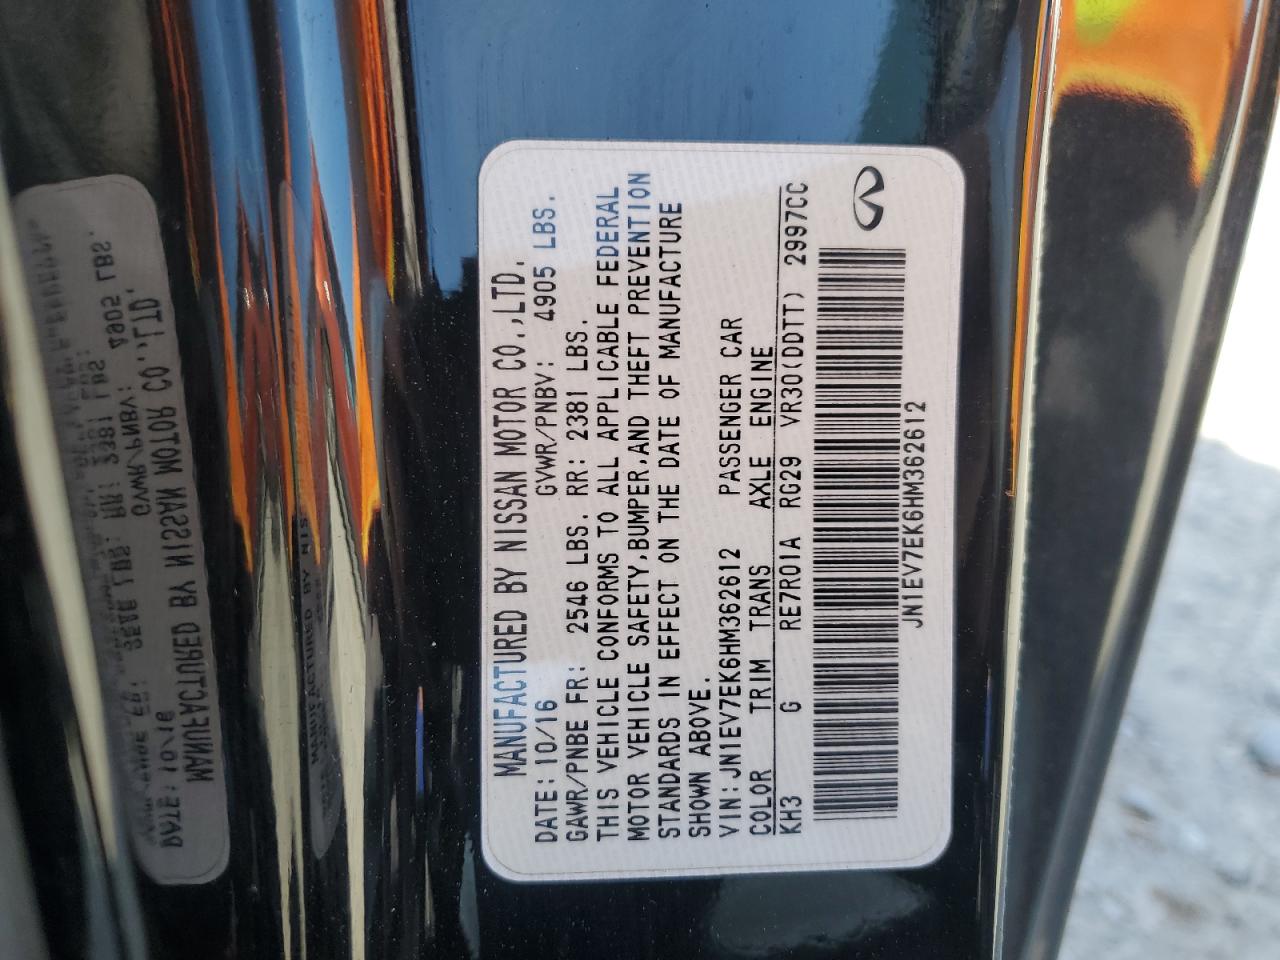 MANUFACTURED BY NISSAN MOTOR CO.,LTD.
DATE:10/16 GVWR/PNBV: 4905 LBS.
GAWR/PNBE FR: 2546 LBS. RR: 2381 LBS.
THIS VEHICLE CONFORMS TO ALL APPLICABLE FEDERAL
MOTOR VEHICLE SAFETY,BUMPER,AND THEFT PREVENTION
STANDARDS IN EFFECT ON THE DATE OF MANUFACTURE
SHOWN ABOVE.
VIN:JN1EV7EK6HM362612 PASSENGER CAR
COLOR TRIM TRANS AXLE ENGINE
KH3 G RE7R01A RG29 VR30(DDTT) 2997CC
JN1EV7EK6HM362612